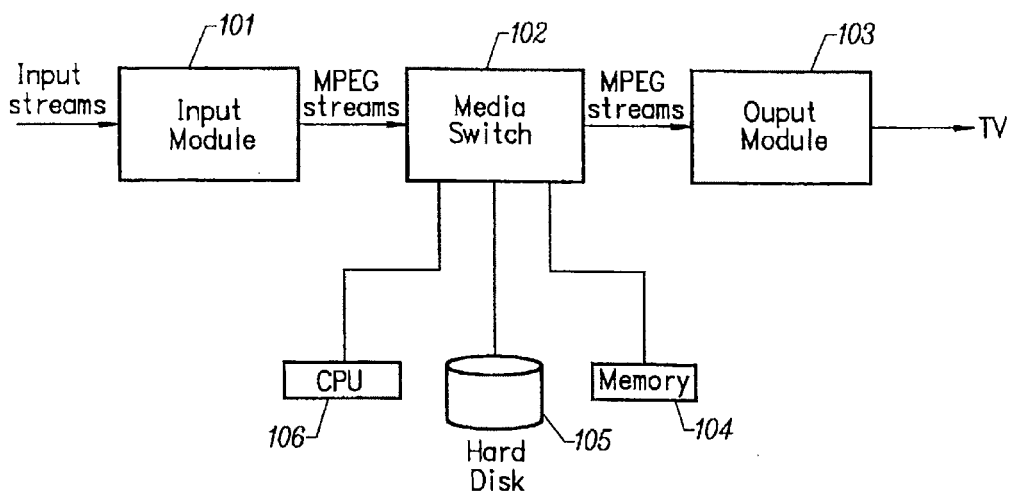 101
102
103
Input
streams
Input
Module
MPEG
streams
Media
Switch
MPEG
streams
Ouput
Module
TV
CPU
106
Hard
Disk
105
Memory
104